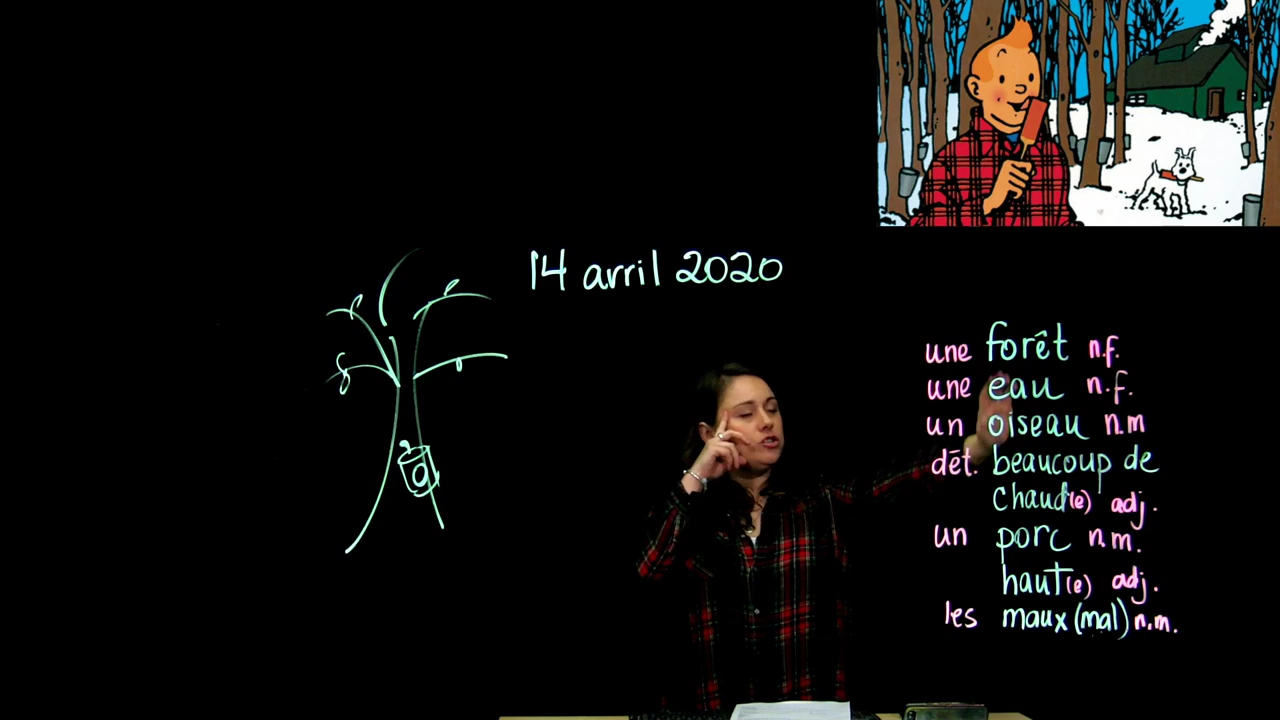 14 avril 2020
une forêt n.f.
une eau n.f.
un oiseau n.m
dét. beaucoup de
chaud(e) adj.
un porc n.m.
haut(e) adj.
les maux (mal) n.m.